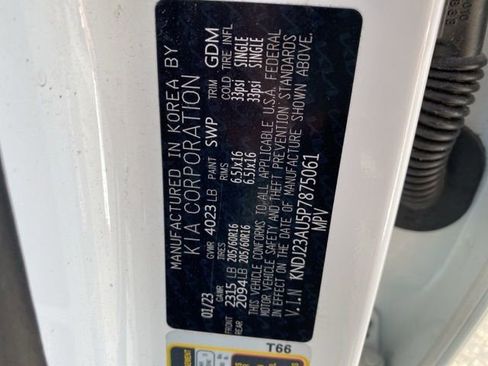 MANUFACTURED IN KOREA BY
KIA CORPORATION
01/23 GVWR 4023 LB PAINT SWP TRIM GDM
GAWR TIRES RIMS COLD TIRE INFL
FRONT 2315 LB 205/60R16 6.5Jx16 33psi SINGLE
REAR 2094 LB 205/60R16 6.5Jx16 33psi SINGLE
THIS VEHICLE CONFORMS TO ALL APPLICABLE U.S.A. FEDERAL
MOTOR VEHICLE SAFETY AND THEFT PREVENTION STANDARDS
IN EFFECT ON THE DATE OF MANUFACTURE SHOWN ABOVE.
V.I.N KNDJ23AU5P7875061
MPV
T66